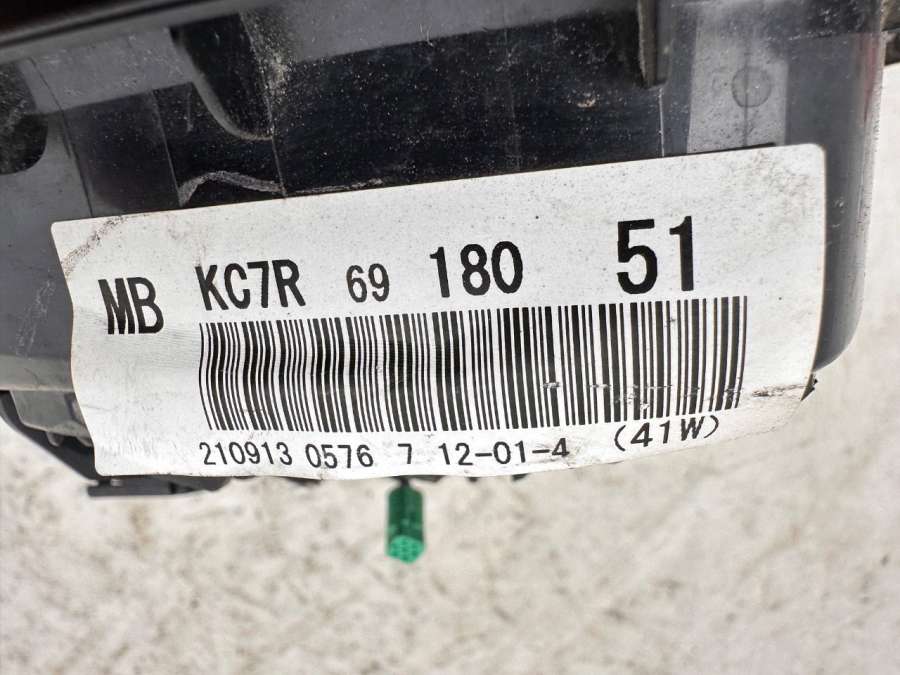 MB KC7R 69 180 51
210913 0576 7 12-01-4 (41W)